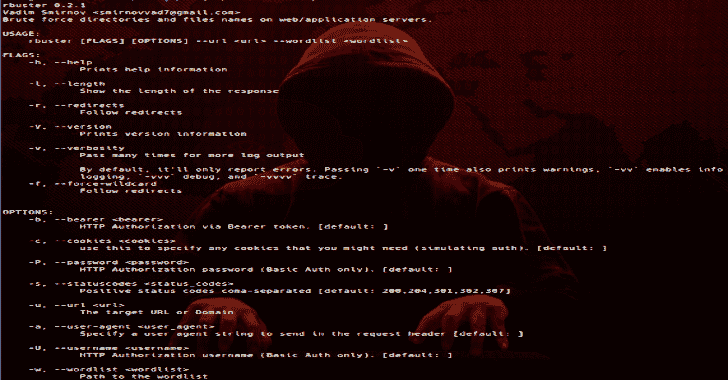 rbuster 0.2.1
Vadim Smirnov <smirnovvad7@gmail.com>
Brute force directories and files names on web/application servers.
USAGE:
rbuster [FLAGS] [OPTIONS] --url <url> --wordlist <wordlist>
FLAGS:
-h, --help
Prints help information
-l, --length
Show the length of the response
-r, --redirects
Follow redirects
-V, --version
Prints version information
-v, --verbosity
Pass many times for more log output
By default, it'll only report errors. Passing `-v` one time also prints warnings, `-vv` enables info
logging, `-vvv` debug, and `-vvvv` trace.
-f, --force-wildcard
Follow redirects
OPTIONS:
-b, --bearer <bearer>
HTTP Authorization via Bearer token. [default: ]
-c, --cookies <cookies>
use this to specify any cookies that you might need (simulating auth). [default: ]
-P, --password <password>
HTTP Authorization password (Basic Auth only). [default: ]
-s, --statuscodes <status_codes>
Positive status codes coma-separated [default: 200,204,301,302,307]
-u, --url <url>
The target URL or Domain
-a, --user-agent <user_agent>
Specify a user agent string to send in the request header [default: ]
-U, --username <username>
HTTP Authorization username (Basic Auth only). [default: ]
-w, --wordlist <wordlist>
Path to the wordlist